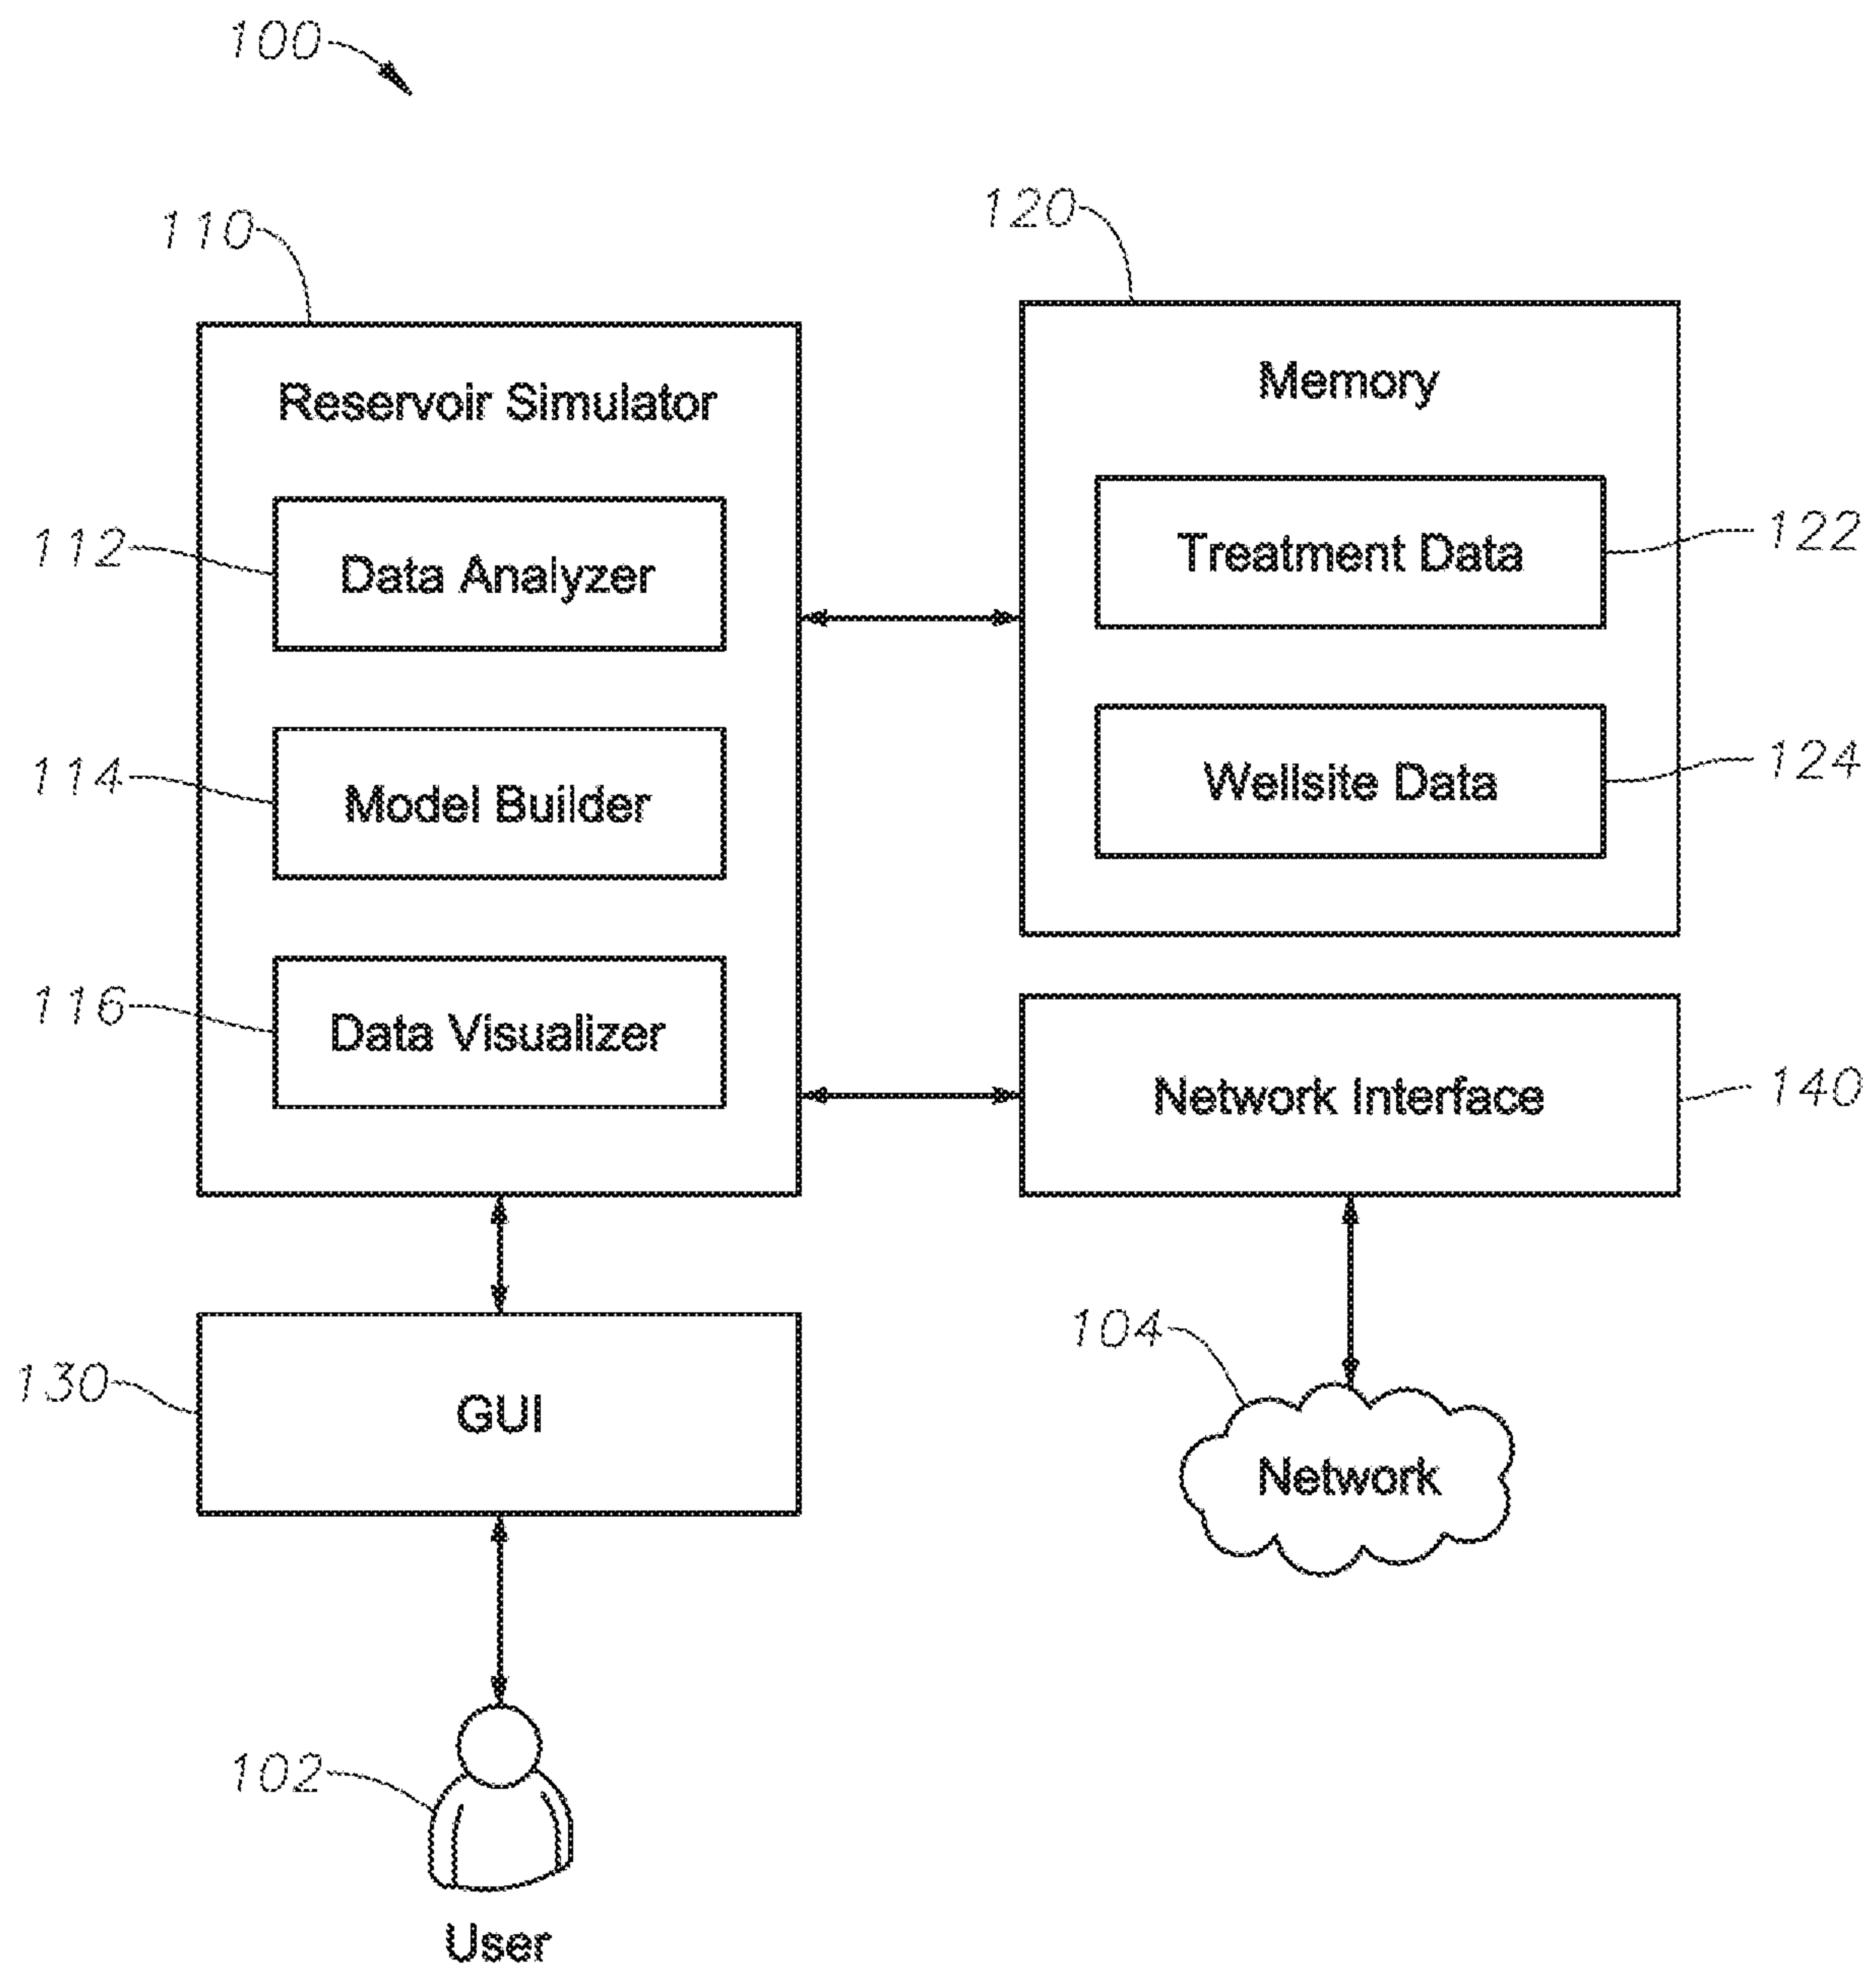 100
110
120
Reservoir Simulator
Memory
112
Data Analyzer
Treatment Data
122
114
Model Builder
Wellsite Data
124
116
Data Visualizer
Network Interface
140
130
GUI
104
Network
102
User